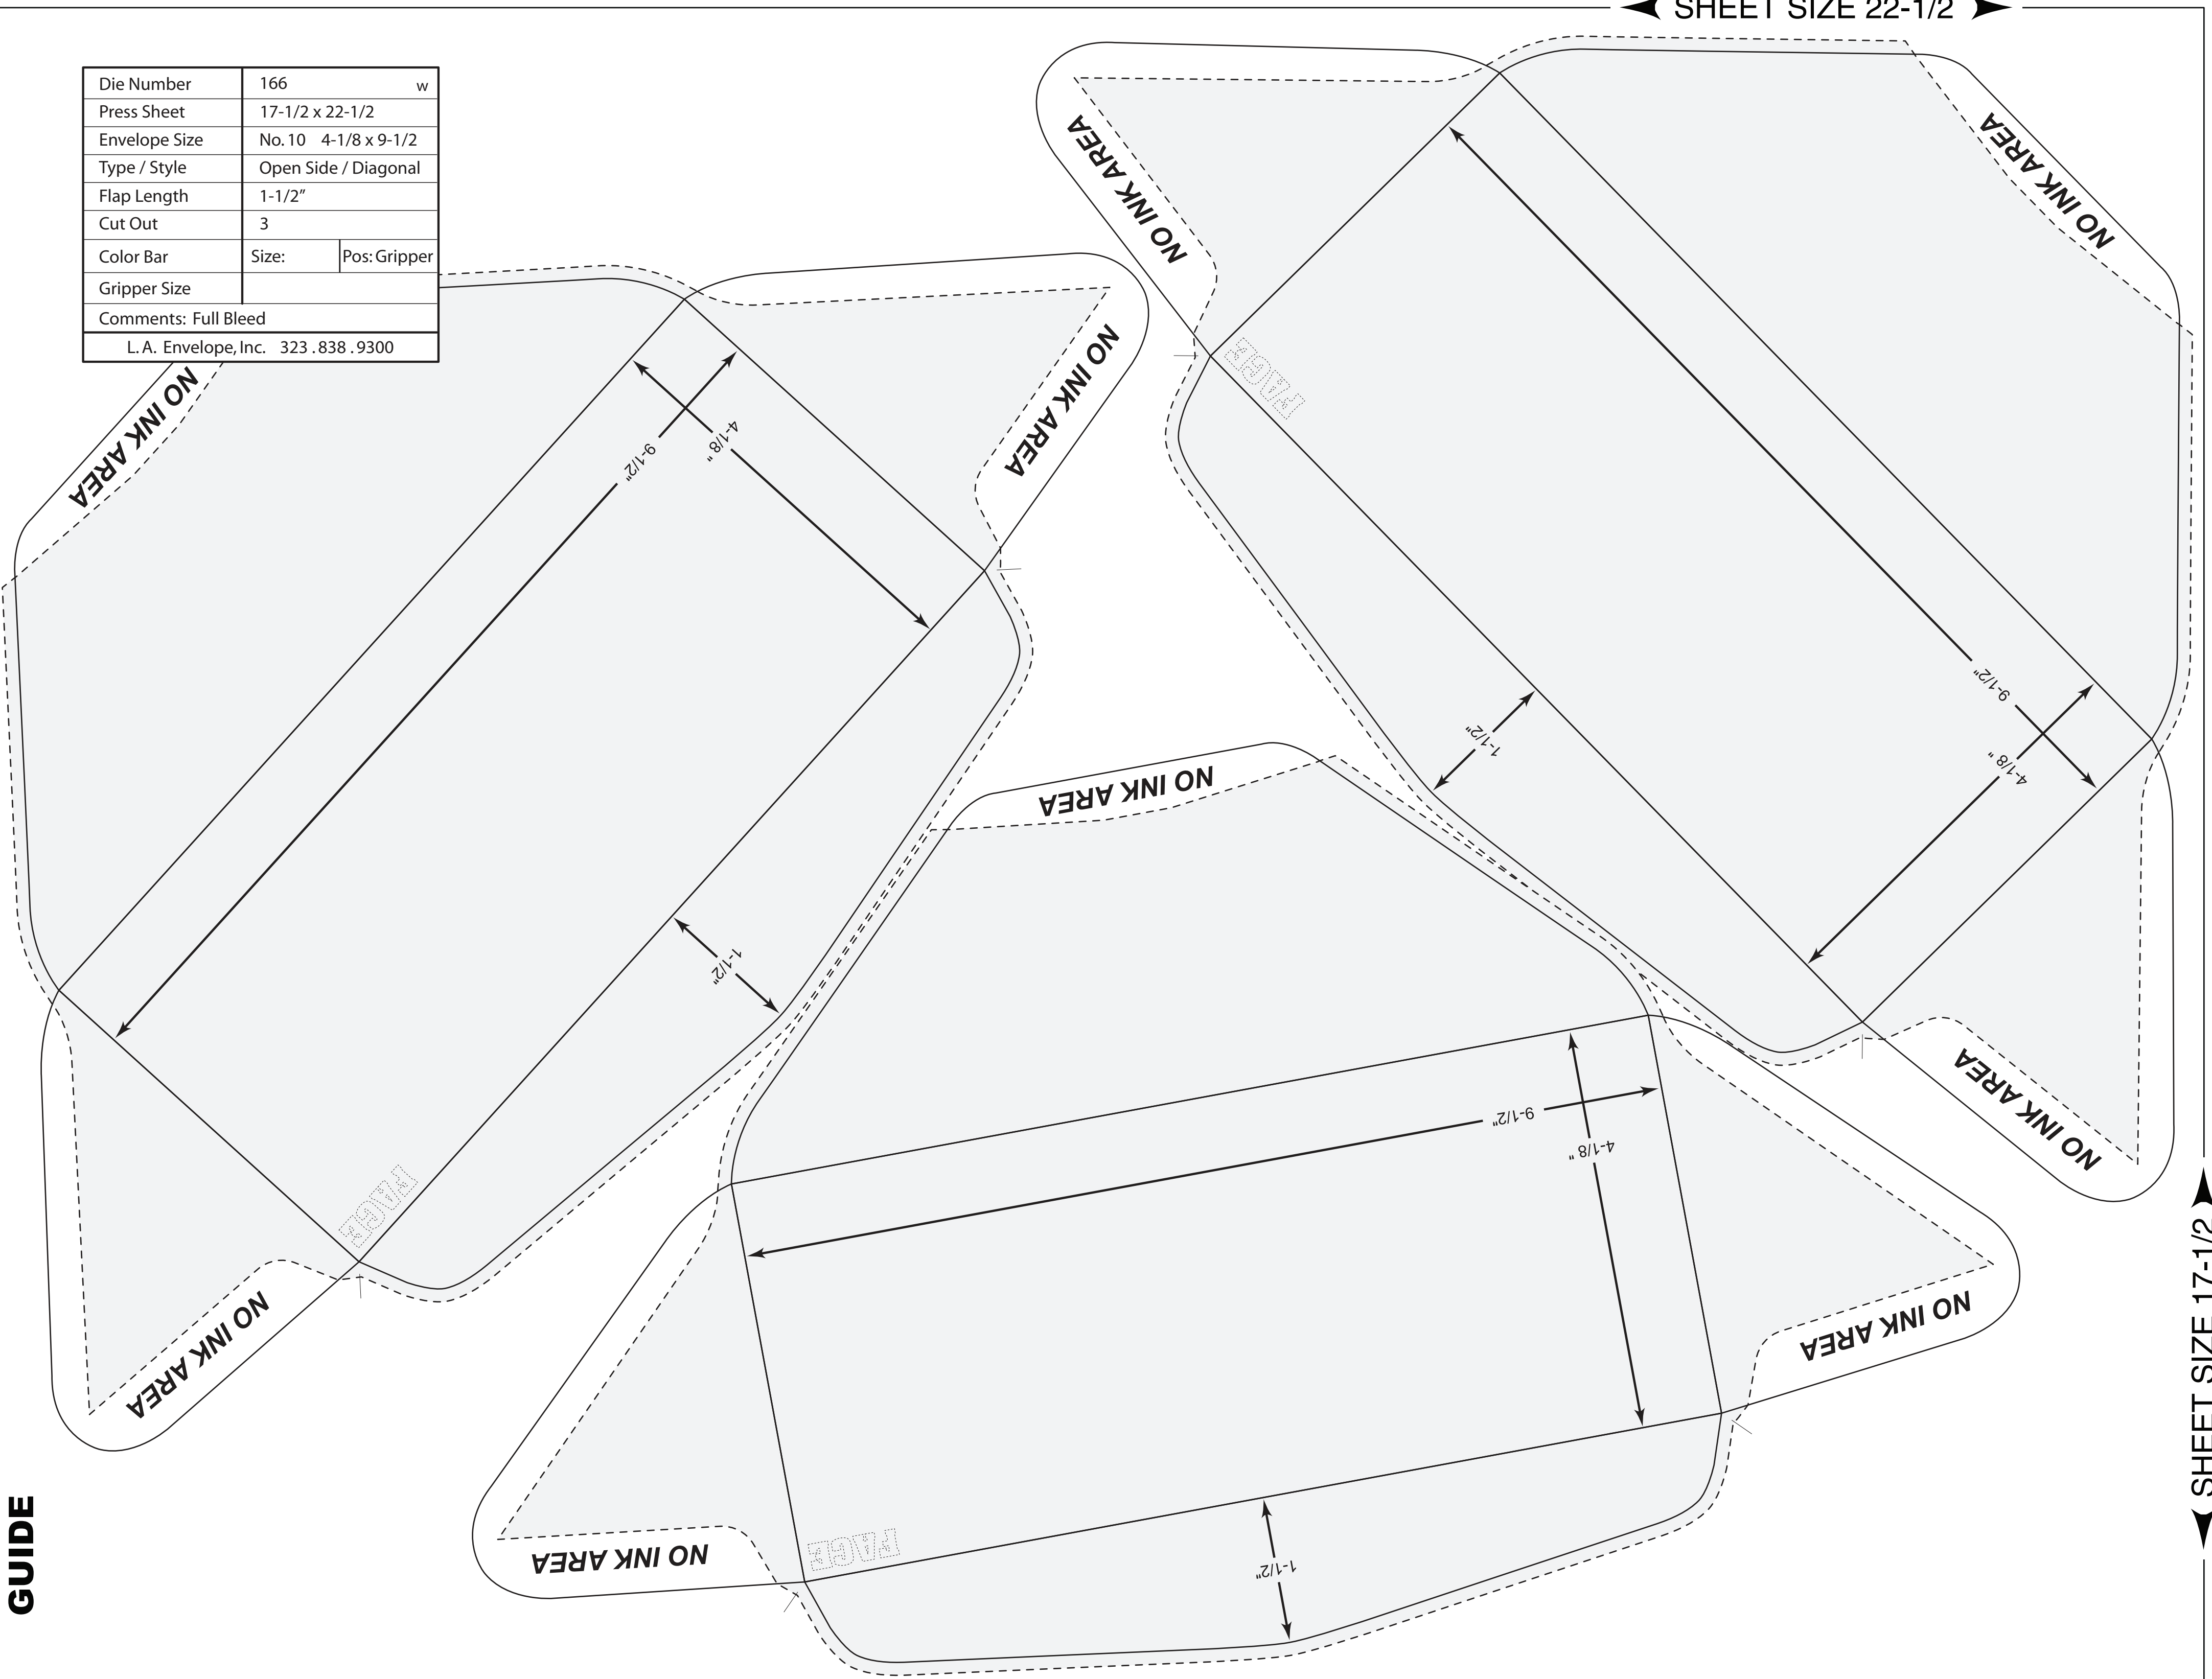 SHEET SIZE 22-1/2
Die Number 166 w
Press Sheet 17-1/2 x 22-1/2
Envelope Size No. 10 4-1/8 x 9-1/2
Type / Style Open Side / Diagonal
Flap Length 1-1/2”
Cut Out 3
Color Bar Size: Pos: Gripper
Gripper Size
Comments: Full Bleed
L.A. Envelope, Inc. 323.838.9300
NO INK AREA
NO INK AREA
9-1/2"
4-1/8"
1-1/2"
FACE
NO INK AREA
NO INK AREA
NO INK AREA
FACE
9-1/2"
4-1/8"
1-1/2"
NO INK AREA
NO INK AREA
9-1/2"
4-1/8"
NO INK AREA
NO INK AREA
FACE
1-1/2"
SHEET SIZE 17-1/2
GUIDE